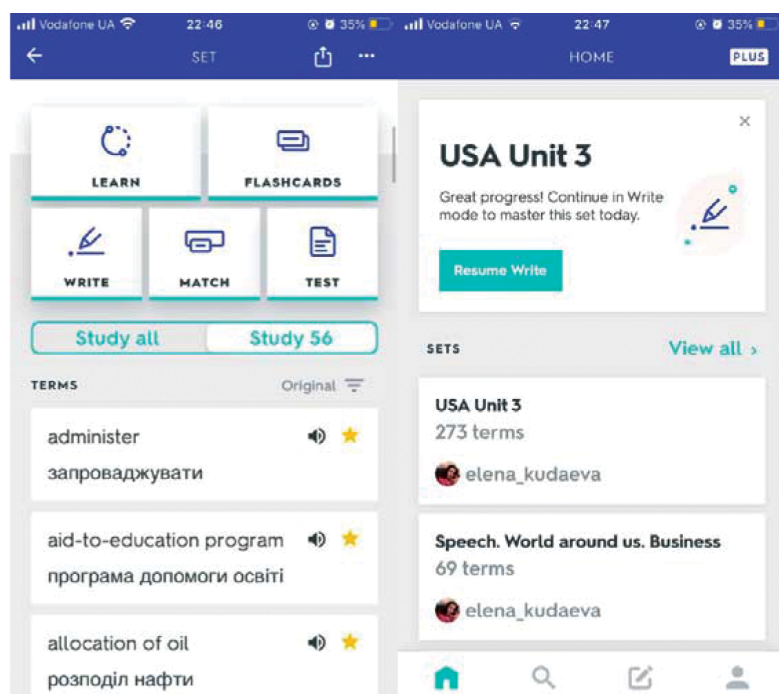 Vodafone UA 22:46 35%
SET
LEARN FLASHCARDS
WRITE MATCH TEST
Study all Study 56
TERMS Original
administer
запроваджувати
aid-to-education program
програма допомоги освіті
allocation of oil
розподіл нафти
Vodafone UA 22:47 35%
HOME PLUS
USA Unit 3
Great progress! Continue in Write
mode to master this set today.
Resume Write
SETS View all
USA Unit 3
273 terms
elena_kudaeva
Speech. World around us. Business
69 terms
elena_kudaeva